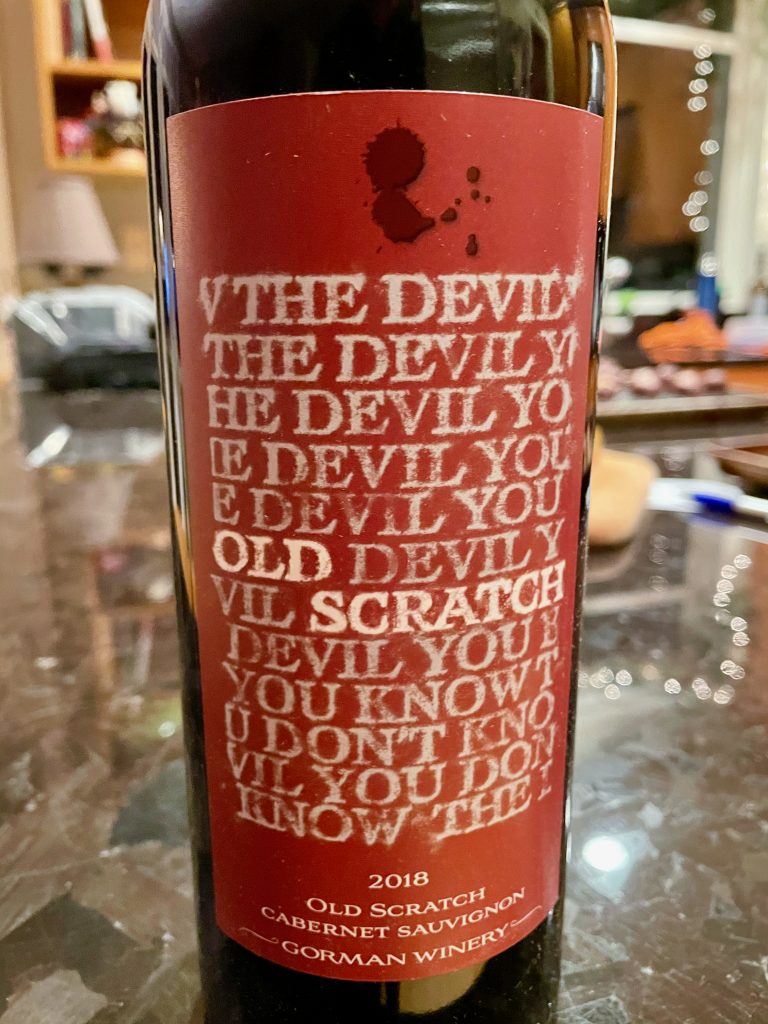 THE DEVIL
THE DEVIL Y
HE DEVIL YO
E DEVIL YOU
E DEVIL YOU
OLD DEVIL Y
VIL SCRATCH
DEVIL YOU
YOU KNOW T
U DON'T KNO
VIL YOU DON
KNOW THE
2018
OLD SCRATCH
CABERNET SAUVIGNON
GORMAN WINERY